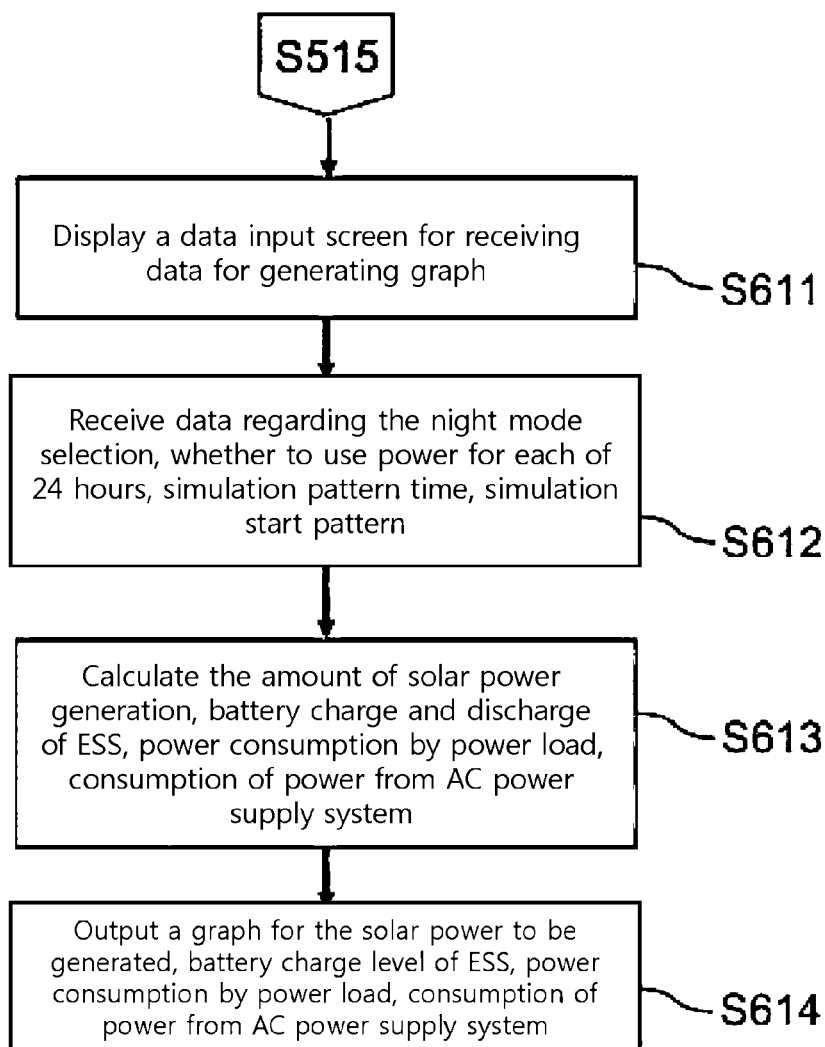 S515
Display a data input screen for receiving
data for generating graph
S611
Receive data regarding the night mode
selection, whether to use power for each of
24 hours, simulation pattern time, simulation
start pattern
S612
Calculate the amount of solar power
generation, battery charge and discharge
of ESS, power consumption by power load,
consumption of power from AC power
supply system
S613
Output a graph for the solar power to be
generated, battery charge level of ESS, power
consumption by power load, consumption of
power from AC power supply system
S614